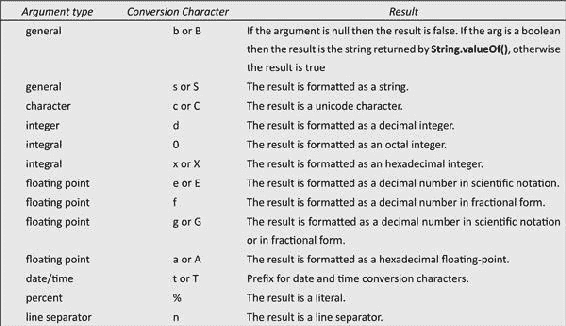 Argument type Conversion Character Result
general b or B If the argument is null then the result is false. If the arg is a boolean
then the result is the string returned by String.valueOf(), otherwise
the result is true
general s or S The result is formatted as a string.
character c or C The result is a unicode character.
integer d The result is formatted as a decimal integer.
integral 0 The result is formatted as an octal integer.
integral x or X The result is formatted as an hexadecimal integer.
floating point e or E The result is formatted as a decimal number in scientific notation.
floating point f The result is formatted as a decimal number in fractional form.
floating point g or G The result is formatted as a decimal number in scientific notation
or in fractional form.
floating point a or A The result is formatted as a hexadecimal floating-point.
date/time t or T Prefix for date and time conversion characters.
percent % The result is a literal.
line separator n The result is a line separator.